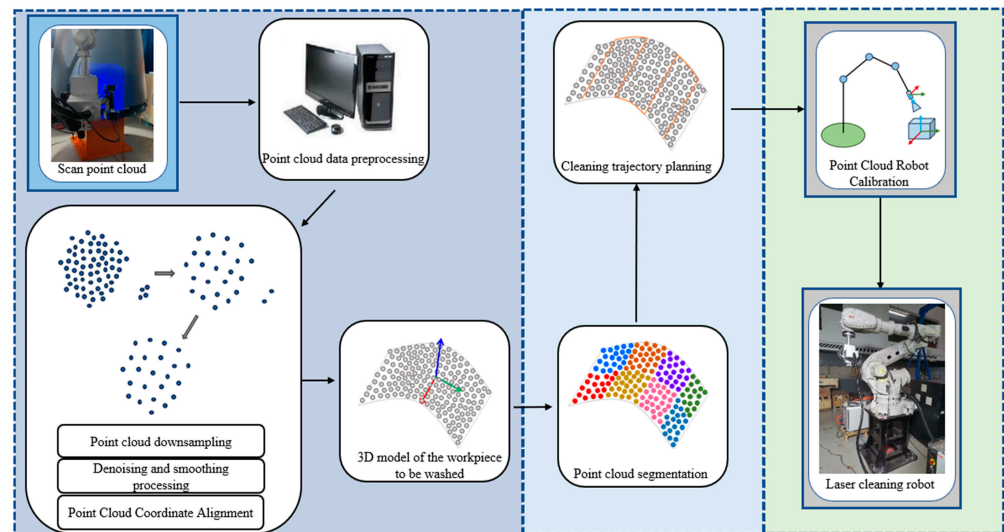 Scan point cloud
Point cloud data preprocessing
Point cloud downsampling
Denoising and smoothing
processing
Point Cloud Coordinate Alignment
3D model of the workpiece
to be washed
Point cloud segmentation
Cleaning trajectory planning
Point Cloud Robot
Calibration
Laser cleaning robot